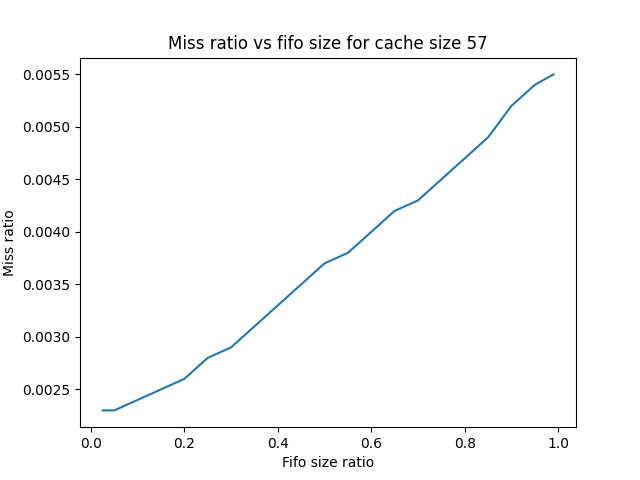 Miss ratio vs fifo size for cache size 57
0.0055
0.0050
0.0045
0.0040
0.0035
0.0030
0.0025
Miss ratio
0.0 0.2 0.4 0.6 0.8 1.0
Fifo size ratio